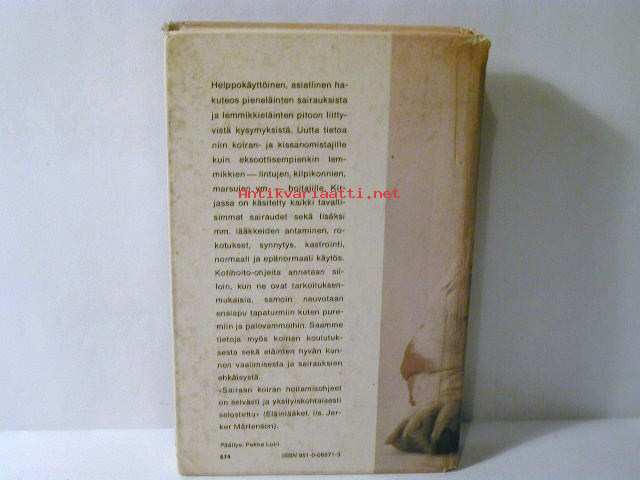 Helppokäyttöinen, asiallinen ha-
kuteos pieneläinten sairauksista
ja lemmikkieläinten pitoon liitty-
vistä kysymyksistä. Uutta tietoa
niin koiran- ja kissanomistajille
kuin eksoottisempienkin lem-
mikkien — lintujen, kilpikonnien,
marsujen ym. — hoitajille. Kir-
Antikvariaatti.net
jassa on käsitelty kaikki tavalli-
simmat sairaudet sekä lisäksi
mm. lääkkeiden antaminen, ro-
kotukset, synnytys, kastrointi,
normaali ja epänormaali käytös.
Kotihoito-ohjeita annetaan sil-
loin, kun ne ovat tarkoituksen-
mukaisia, samoin neuvotaan
ensiapu tapaturmiin kuten pure-
miin ja palovammoihin. Saamme
tietoja myös koirien koulutuk-
sesta sekä eläinten hyvän kun-
non vaalimisesta ja sairauksien
ehkäisystä.
»Sairaan koiran hoitamisohjeet
on selvästi ja yksityiskohtaisesti
selostettu» (Eläinlääket. lis. Jer-
ker Mårtenson).
Päällys: Pekka Loiri
674 ISBN 951-0-06571-3